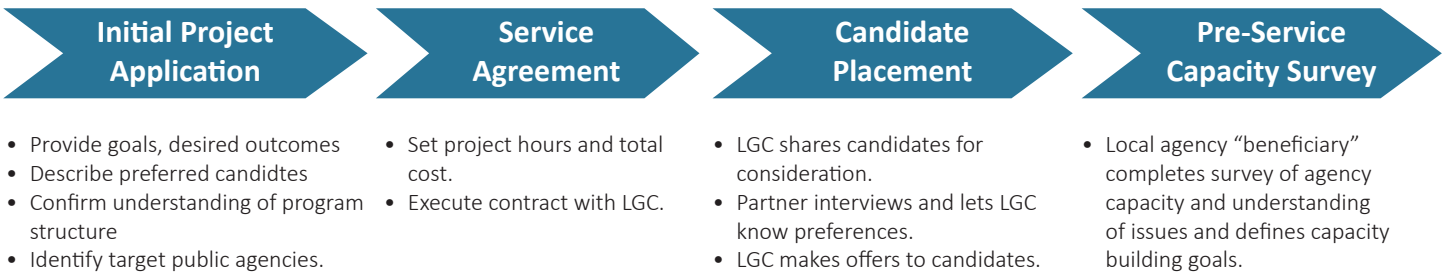 Initial Project
Application
• Provide goals, desired outcomes
• Describe preferred candidtes
• Confirm understanding of program
structure
• Identify target public agencies.
Service
Agreement
• Set project hours and total
cost.
• Execute contract with LGC.
Candidate
Placement
• LGC shares candidates for
consideration.
• Partner interviews and lets LGC
know preferences.
• LGC makes offers to candidates.
Pre-Service
Capacity Survey
• Local agency “beneficiary”
completes survey of agency
capacity and understanding
of issues and defines capacity
building goals.